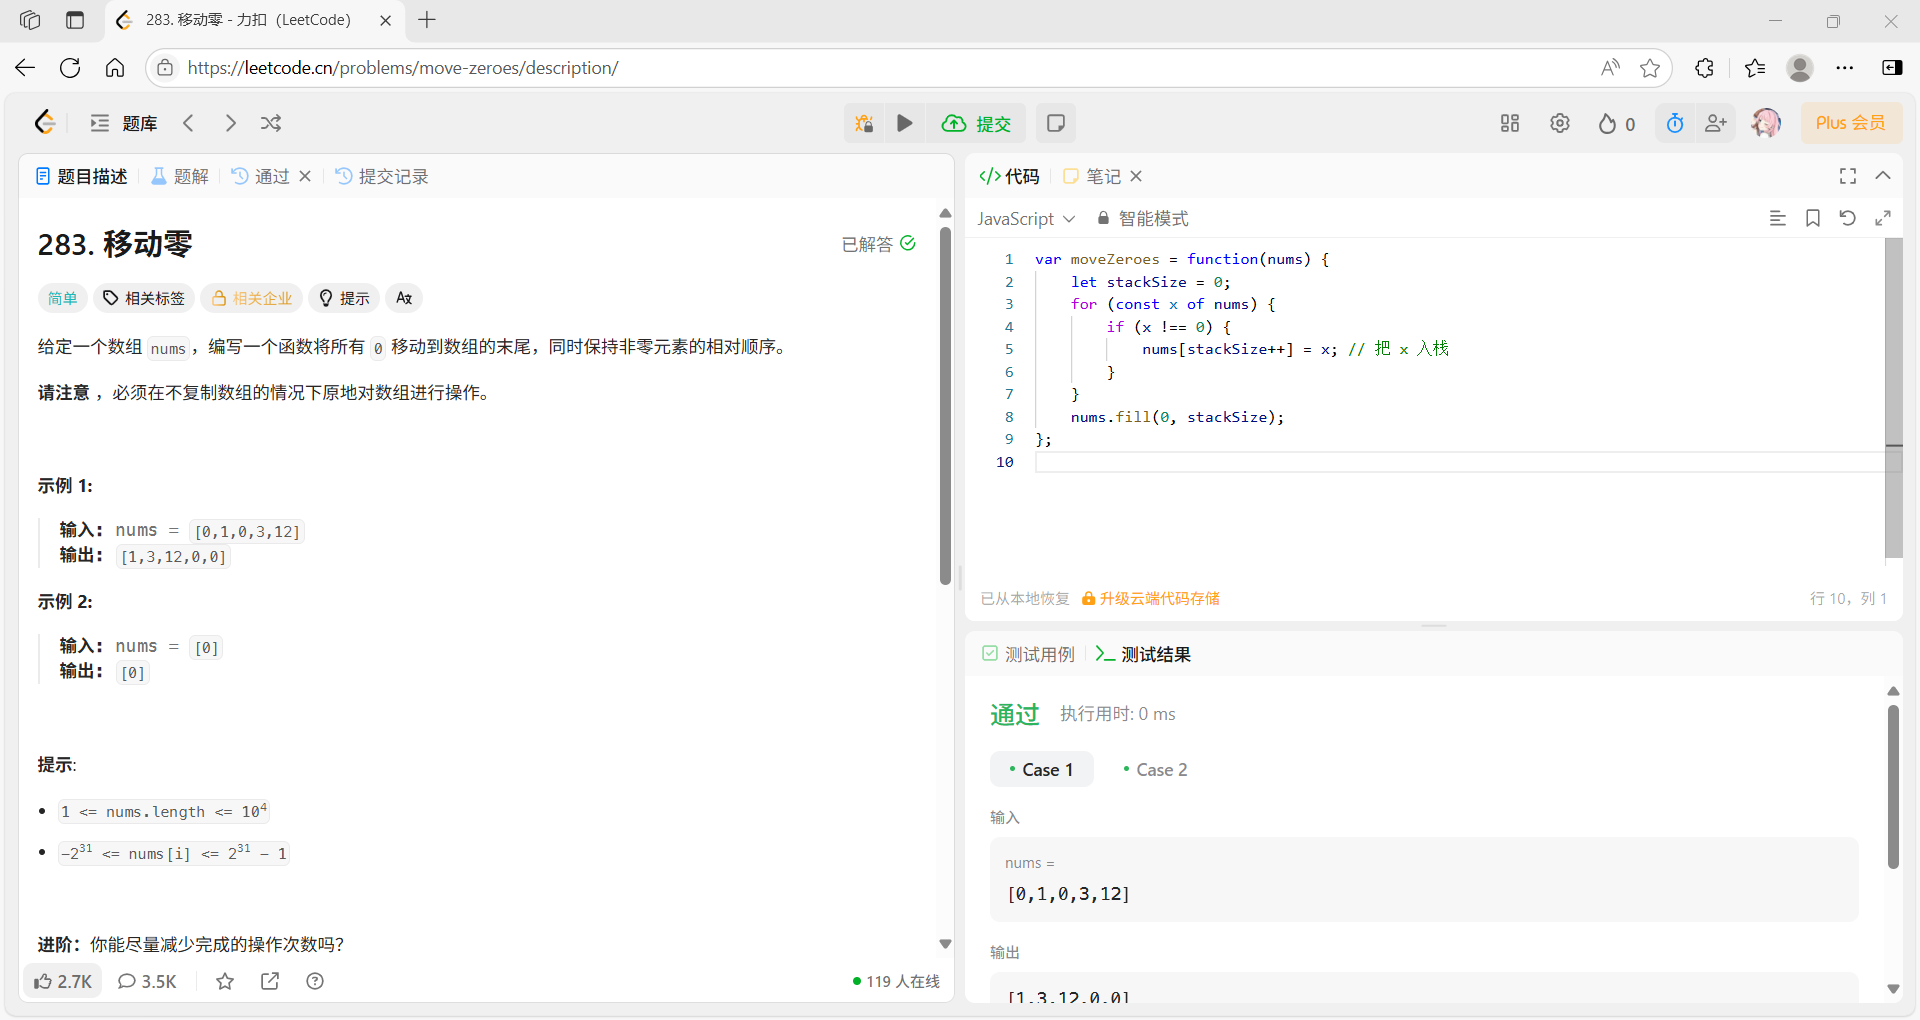 283. 移动零 - 力扣（LeetCode）
https://leetcode.cn/problems/move-zeroes/description/
题库
提交
0
Plus 会员
题目描述
题解
通过
提交记录
283. 移动零
已解答
简单
相关标签
相关企业
提示
给定一个数组 nums，编写一个函数将所有 0 移动到数组的末尾，同时保持非零元素的相对顺序。
请注意 ，必须在不复制数组的情况下原地对数组进行操作。
示例 1:
输入: nums = [0,1,0,3,12]
输出: [1,3,12,0,0]
示例 2:
输入: nums = [0]
输出: [0]
提示:
1 <= nums.length <= 10⁴
-2³¹ <= nums[i] <= 2³¹ - 1
进阶：你能尽量减少完成的操作次数吗？
2.7K
3.5K
119 人在线
代码
笔记
JavaScript
智能模式
1 var moveZeroes = function(nums) {
2 let stackSize = 0;
3 for (const x of nums) {
4 if (x !== 0) {
5 nums[stackSize++] = x; // 把 x 入栈
6 }
7 }
8 nums.fill(0, stackSize);
9 };
10
已从本地恢复
升级云端代码存储
行 10，列 1
测试用例
测试结果
通过
执行用时: 0 ms
Case 1
Case 2
输入
nums =
[0,1,0,3,12]
输出
[1,3,12,0,0]